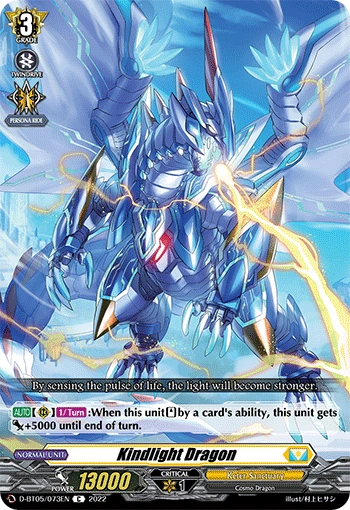 3
GRADE
TWINDRIVE
PERSONA RIDE
By sensing the pulse of life, the light will become stronger.
AUTO 1/Turn :When this unit by a card's ability, this unit gets
+5000 until end of turn.
NORMAL UNIT
Kindlight Dragon
POWER 13000
CRITICAL
1
Keter Sanctuary
Cosmo Dragon
D-BT05/073EN C 2022
illust/村上ヒサシ